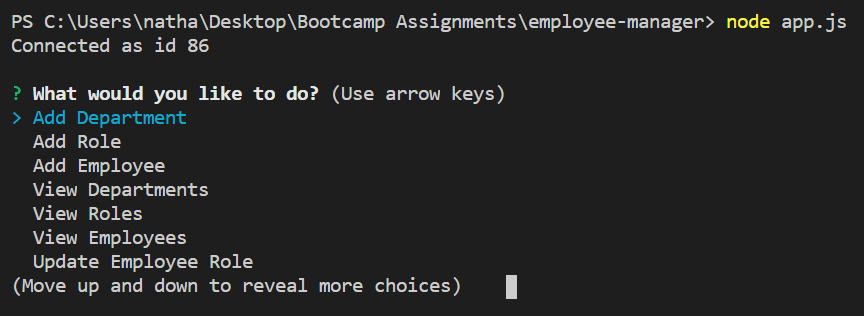 PS C:\Users\natha\Desktop\Bootcamp Assignments\employee-manager> node app.js
Connected as id 86
? What would you like to do? (Use arrow keys)
> Add Department
Add Role
Add Employee
View Departments
View Roles
View Employees
Update Employee Role
(Move up and down to reveal more choices)